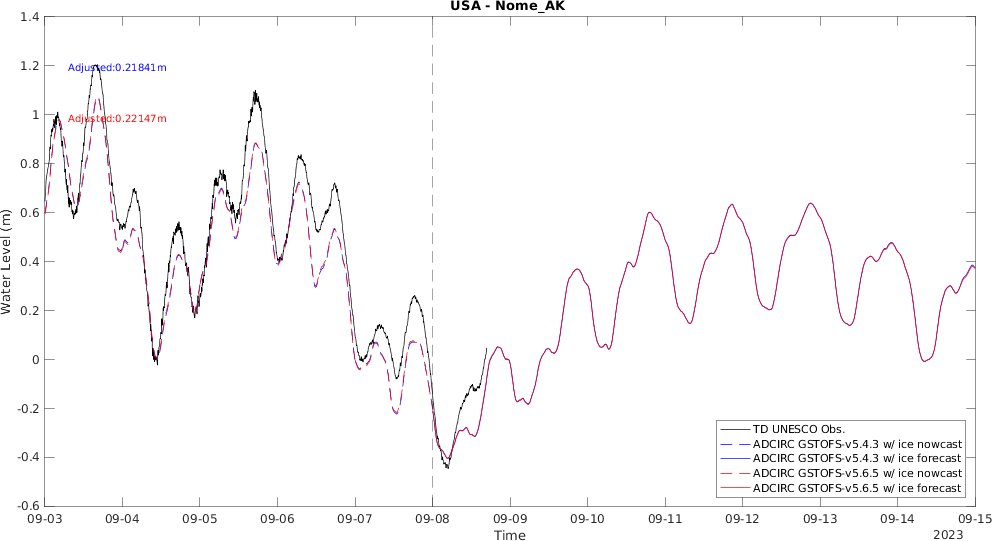 USA - Nome_AK
1.4
1.2
1
0.8
0.6
0.4
0.2
0
-0.2
-0.4
-0.6
Water Level (m)
Adjusted:0.21841m
Adjusted:0.22147m
TD UNESCO Obs.
ADCIRC GSTOFS-v5.4.3 w/ ice nowcast
ADCIRC GSTOFS-v5.4.3 w/ ice forecast
ADCIRC GSTOFS-v5.6.5 w/ ice nowcast
ADCIRC GSTOFS-v5.6.5 w/ ice forecast
09-03 09-04 09-05 09-06 09-07 09-08 09-09 09-10 09-11 09-12 09-13 09-14 09-15
Time
2023